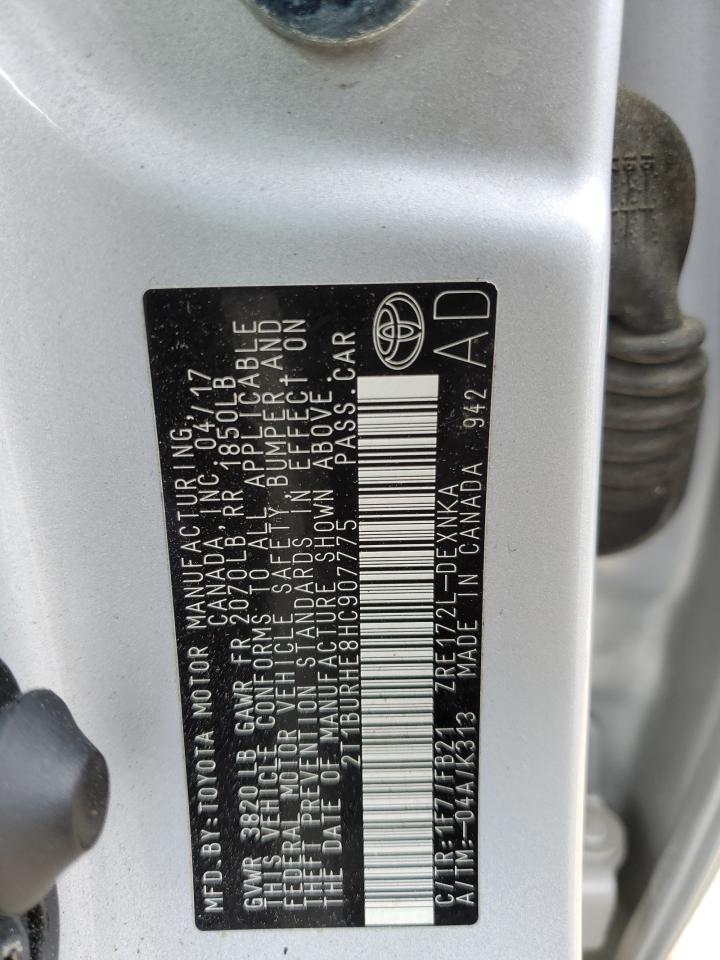 MFD.BY:TOYOTA MOTOR MANUFACTURING,
CANADA, INC. 04/17
GVWR 3820 LB GAWR FR 2070LB RR 1850LB
THIS VEHICLE CONFORMS TO ALL APPLICABLE
FEDERAL MOTOR VEHICLE SAFETY,BUMPER,AND
THEFT PREVENTION STANDARDS IN EFFECT ON
THE DATE OF MANUFACTURE SHOWN ABOVE.
2T1BURHE8HC907775 PASS.CAR
C/TR:1F7/FB21 ZRE172L-DEXNKA
A/TM:-04A/K313 MADE IN CANADA 942
AD